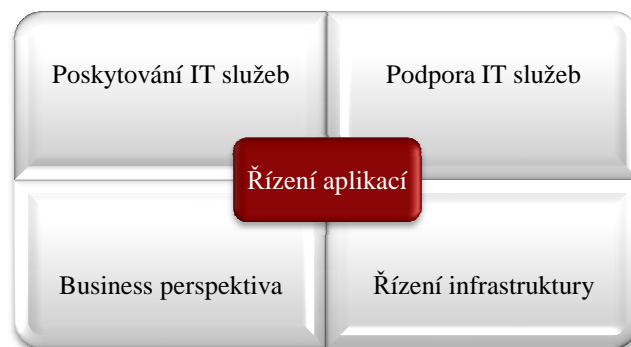 Poskytování IT služeb
Podpora IT služeb
Řízení aplikací
Business perspektiva
Řízení infrastruktury